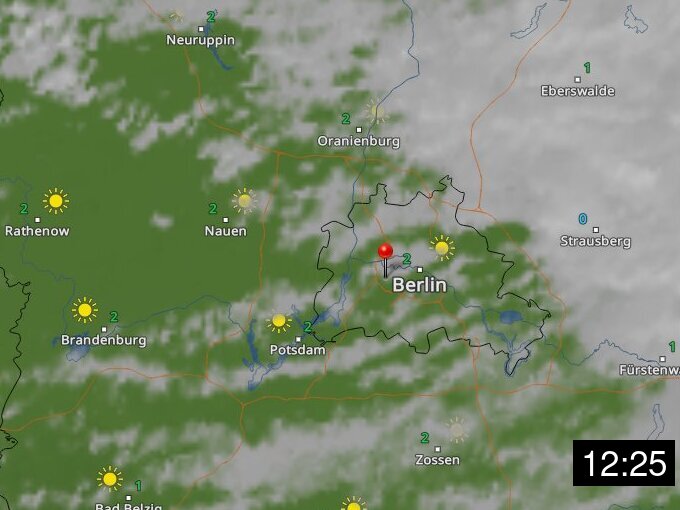 2
Neuruppin
1
Eberswalde
2
Oranienburg
2
Rathenow
2
Nauen
0
Strausberg
2
Berlin
2
Brandenburg
2
Potsdam
1
Fürstenwa
2
Zossen
1
Bad Belzig
12:25